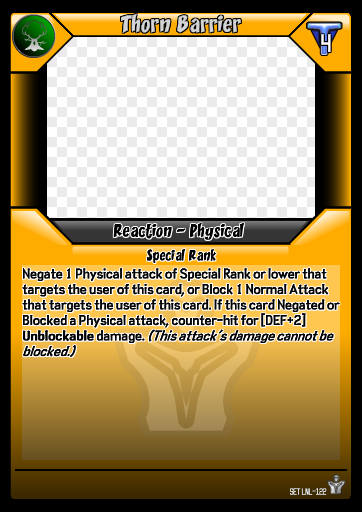 Thorn Barrier
4
Reaction - Physical
Special Rank
Negate 1 Physical attack of Special Rank or lower that
targets the user of this card, or Block 1 Normal Attack
that targets the user of this card. If this card Negated or
Blocked a Physical attack, counter-hit for [DEF+2]
Unblockable damage. (This attack's damage cannot be
blocked.)
SET LNL-122